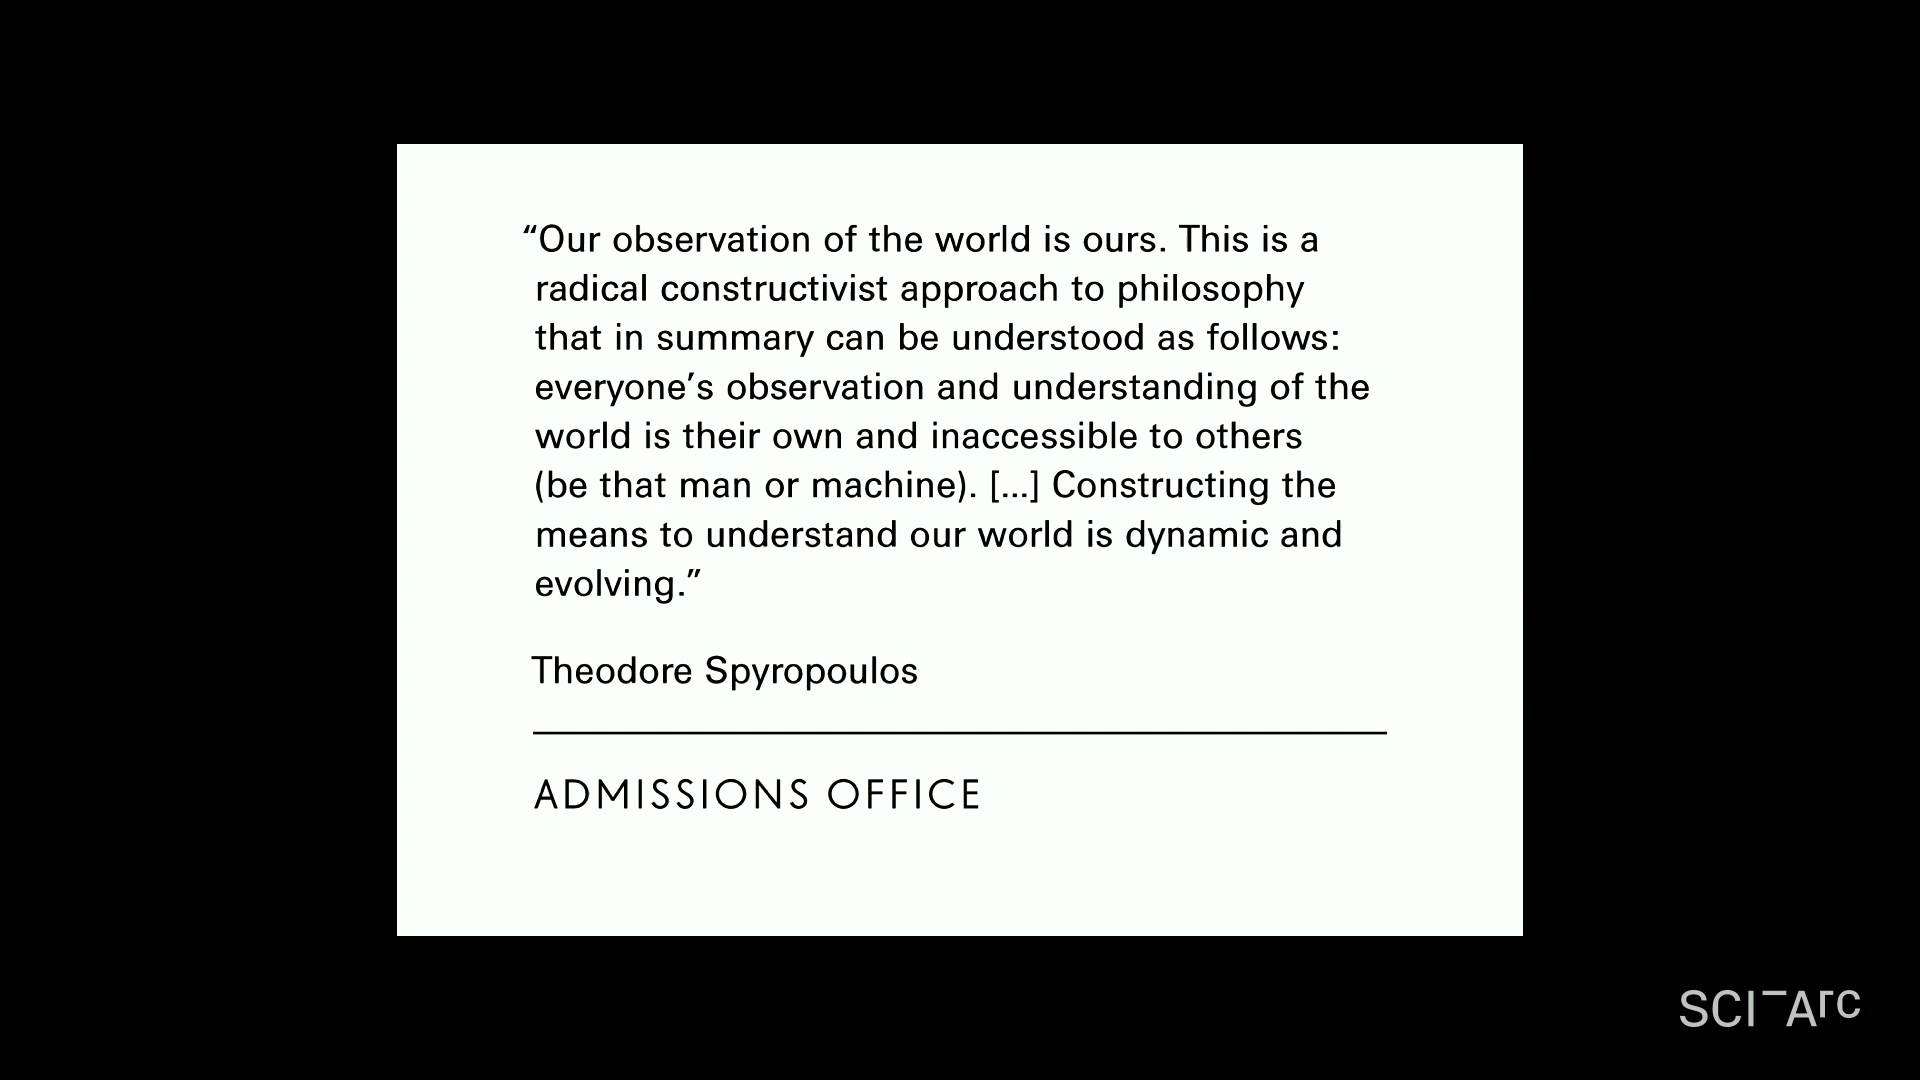 “Our observation of the world is ours. This is a
radical constructivist approach to philosophy
that in summary can be understood as follows:
everyone’s observation and understanding of the
world is their own and inaccessible to others
(be that man or machine). [...] Constructing the
means to understand our world is dynamic and
evolving.”
Theodore Spyropoulos
ADMISSIONS OFFICE
SCI-Arc